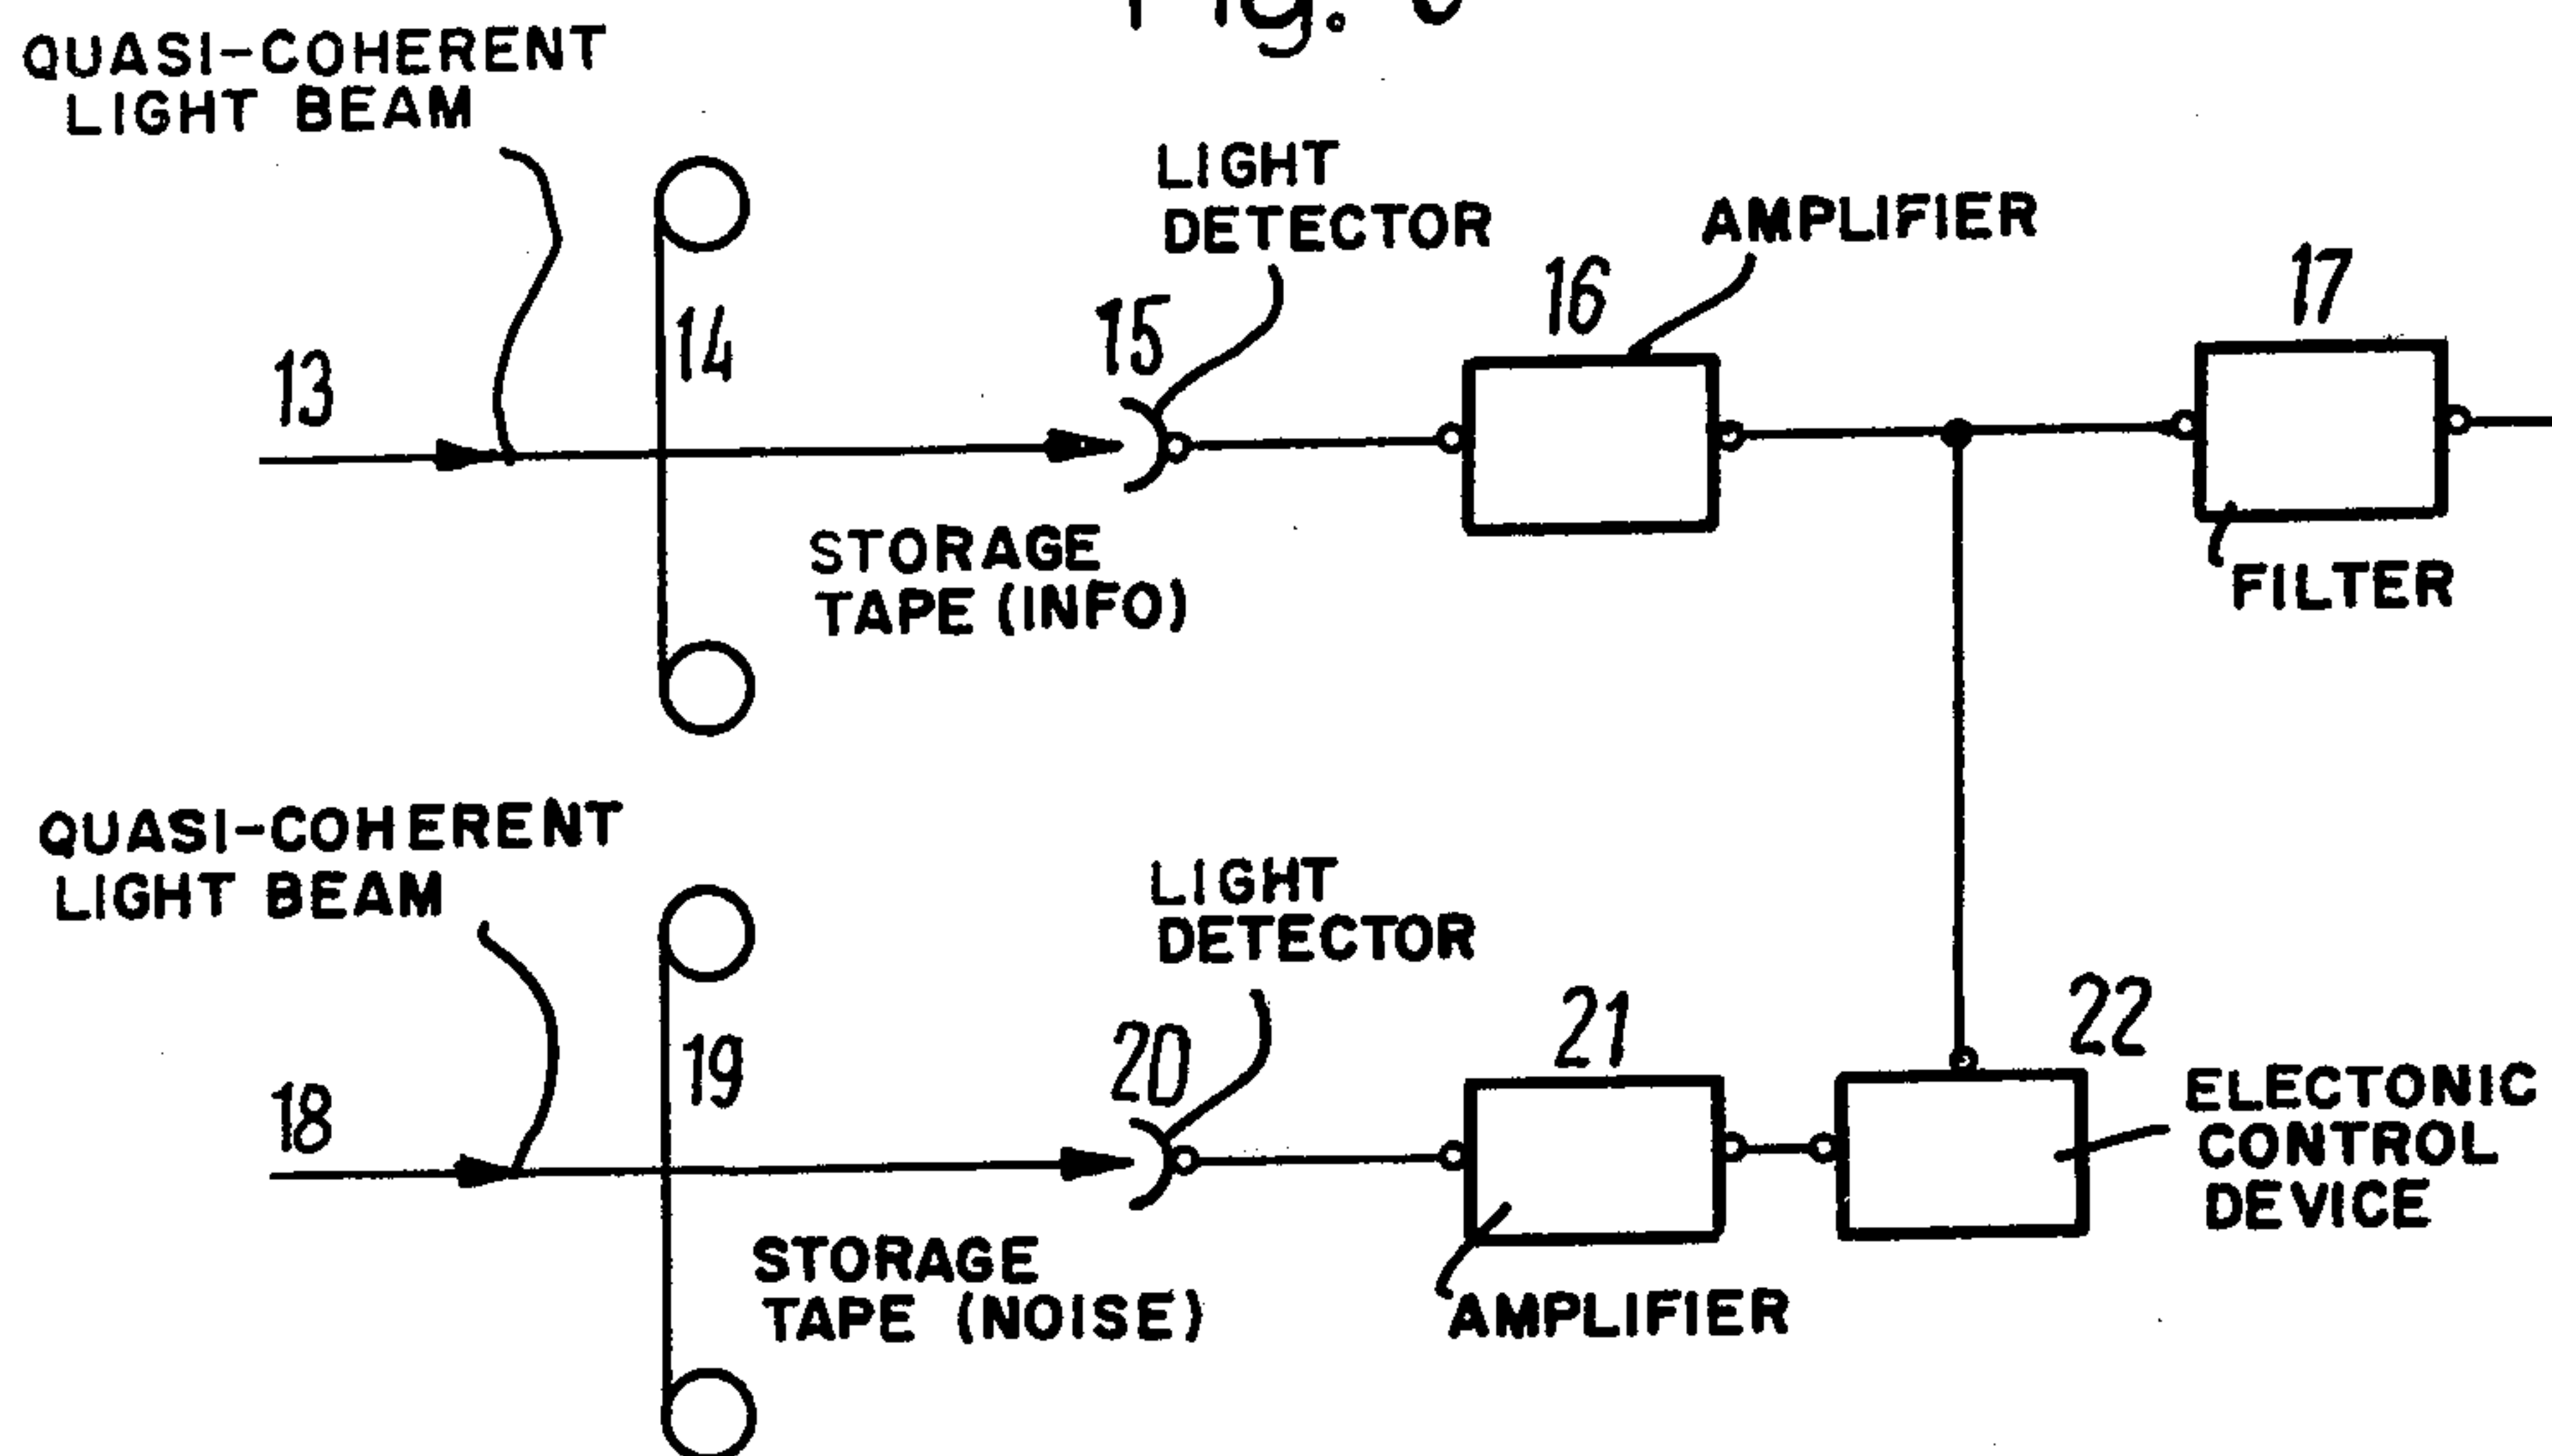 QUASI-COHERENT
LIGHT BEAM
LIGHT
DETECTOR
AMPLIFIER
13
14
15
16
17
STORAGE
TAPE (INFO)
FILTER
QUASI-COHERENT
LIGHT BEAM
LIGHT
DETECTOR
18
19
20
21
22
ELECTONIC
CONTROL
DEVICE
STORAGE
TAPE (NOISE)
AMPLIFIER